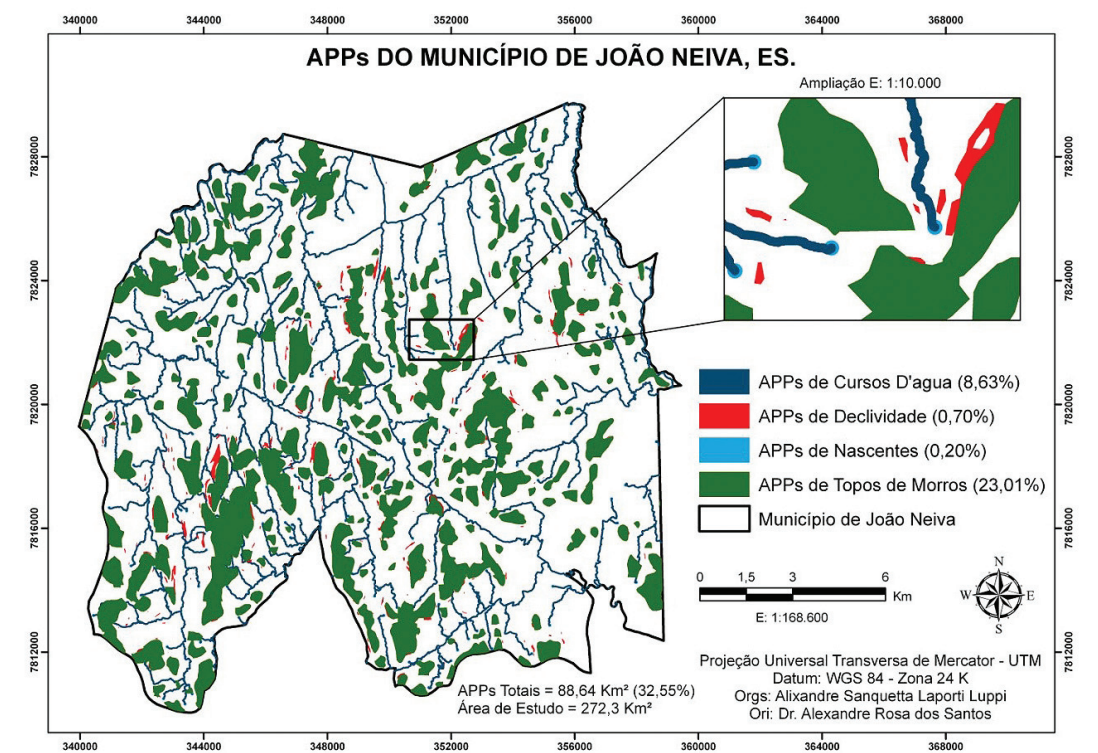 340000 344000 348000 352000 356000 360000 364000 368000
APPs DO MUNICÍPIO DE JOÃO NEIVA, ES.
Ampliação E: 1:10.000
7828000 7828000
7824000 7824000
7820000 7820000
7816000 7816000
7812000 7812000
APPs de Cursos D'agua (8,63%)
APPs de Declividade (0,70%)
APPs de Nascentes (0,20%)
APPs de Topos de Morros (23,01%)
Município de João Neiva
0 1,5 3 6
Km
E: 1:168.600
N
W E
S
Projeção Universal Transversa de Mercator - UTM
Datum: WGS 84 - Zona 24 K
Orgs: Alixandre Sanquetta Laporti Luppi
Ori: Dr. Alexandre Rosa dos Santos
APPs Totais = 88,64 Km² (32,55%)
Área de Estudo = 272,3 Km²
340000 344000 348000 352000 356000 360000 364000 368000